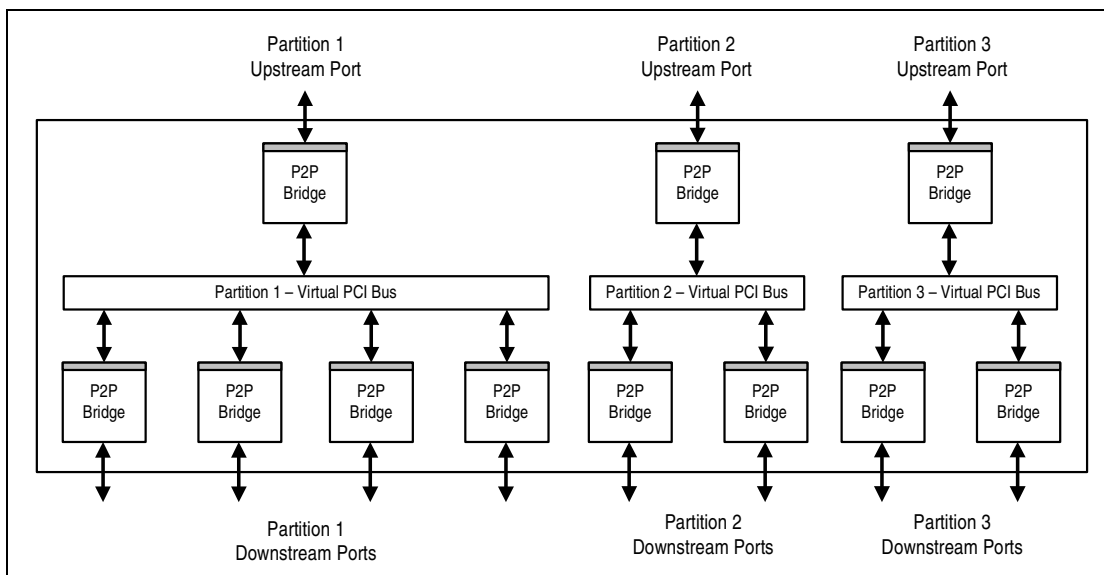 Partition 1
Upstream Port
Partition 2
Upstream Port
Partition 3
Upstream Port
P2P
Bridge
P2P
Bridge
P2P
Bridge
Partition 1 – Virtual PCI Bus
Partition 2 – Virtual PCI Bus
Partition 3 – Virtual PCI Bus
P2P
Bridge
P2P
Bridge
P2P
Bridge
P2P
Bridge
P2P
Bridge
P2P
Bridge
P2P
Bridge
P2P
Bridge
Partition 1
Downstream Ports
Partition 2
Downstream Ports
Partition 3
Downstream Ports